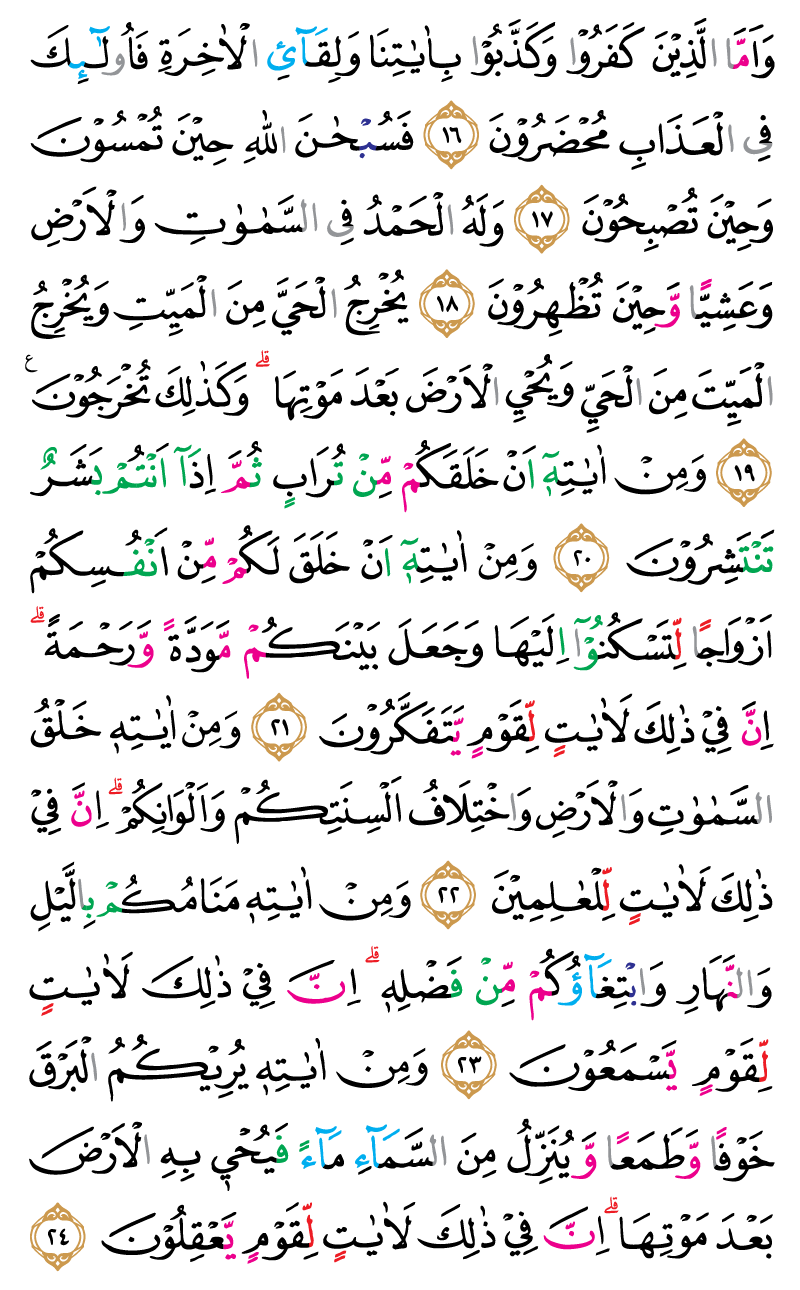 وَاَمَّا الَّذِيْنَ كَفَرُوْا وَكَذَّبُوْا بِاٰيٰتِنَا وَلِقَآئِ الْاٰخِرَةِ فَاُولٰٓئِكَ
فِى الْعَذَابِ مُحْضَرُوْنَ ١٦ فَسُبْحٰنَ اللّٰهِ حِيْنَ تُمْسُوْنَ
وَحِيْنَ تُصْبِحُوْنَ ١٧ وَلَهُ الْحَمْدُ فِى السَّمٰوٰتِ وَالْاَرْضِ
وَعَشِيًّا وَّحِيْنَ تُظْهِرُوْنَ ١٨ يُخْرِجُ الْحَيَّ مِنَ الْمَيِّتِ وَيُخْرِجُ
الْمَيِّتَ مِنَ الْحَيِّ وَيُحْيِ الْاَرْضَ بَعْدَ مَوْتِهَا ۗ وَكَذٰلِكَ تُخْرَجُوْنَ ع
١٩ وَمِنْ اٰيٰتِهٖٓ اَنْ خَلَقَكُمْ مِّنْ تُرَابٍ ثُمَّ اِذَآ اَنْتُمْ بَشَرٌ
تَنْتَشِرُوْنَ ٢٠ وَمِنْ اٰيٰتِهٖٓ اَنْ خَلَقَ لَكُمْ مِّنْ اَنْفُسِكُمْ
اَزْوَاجًا لِّتَسْكُنُوْٓا اِلَيْهَا وَجَعَلَ بَيْنَكُمْ مَّوَدَّةً وَّرَحْمَةً ۗ
اِنَّ فِيْ ذٰلِكَ لَاٰيٰتٍ لِّقَوْمٍ يَّتَفَكَّرُوْنَ ٢١ وَمِنْ اٰيٰتِهٖ خَلْقُ
السَّمٰوٰتِ وَالْاَرْضِ وَاخْتِلَافُ اَلْسِنَتِكُمْ وَاَلْوَانِكُمْ ۗ اِنَّ فِيْ
ذٰلِكَ لَاٰيٰتٍ لِّلْعٰلِمِيْنَ ٢٢ وَمِنْ اٰيٰتِهٖ مَنَامُكُمْ بِالَّيْلِ
وَالنَّهَارِ وَابْتِغَاۤؤُكُمْ مِّنْ فَضْلِهٖ ۗ اِنَّ فِيْ ذٰلِكَ لَاٰيٰتٍ
لِّقَوْمٍ يَّسْمَعُوْنَ ٢٣ وَمِنْ اٰيٰتِهٖ يُرِيْكُمُ الْبَرْقَ
خَوْفًا وَّطَمَعًا وَّيُنَزِّلُ مِنَ السَّمَآءِ مَآءً فَيُحْيٖ بِهِ الْاَرْضَ
بَعْدَ مَوْتِهَا ۗ اِنَّ فِيْ ذٰلِكَ لَاٰيٰتٍ لِّقَوْمٍ يَّعْقِلُوْنَ ٢٤